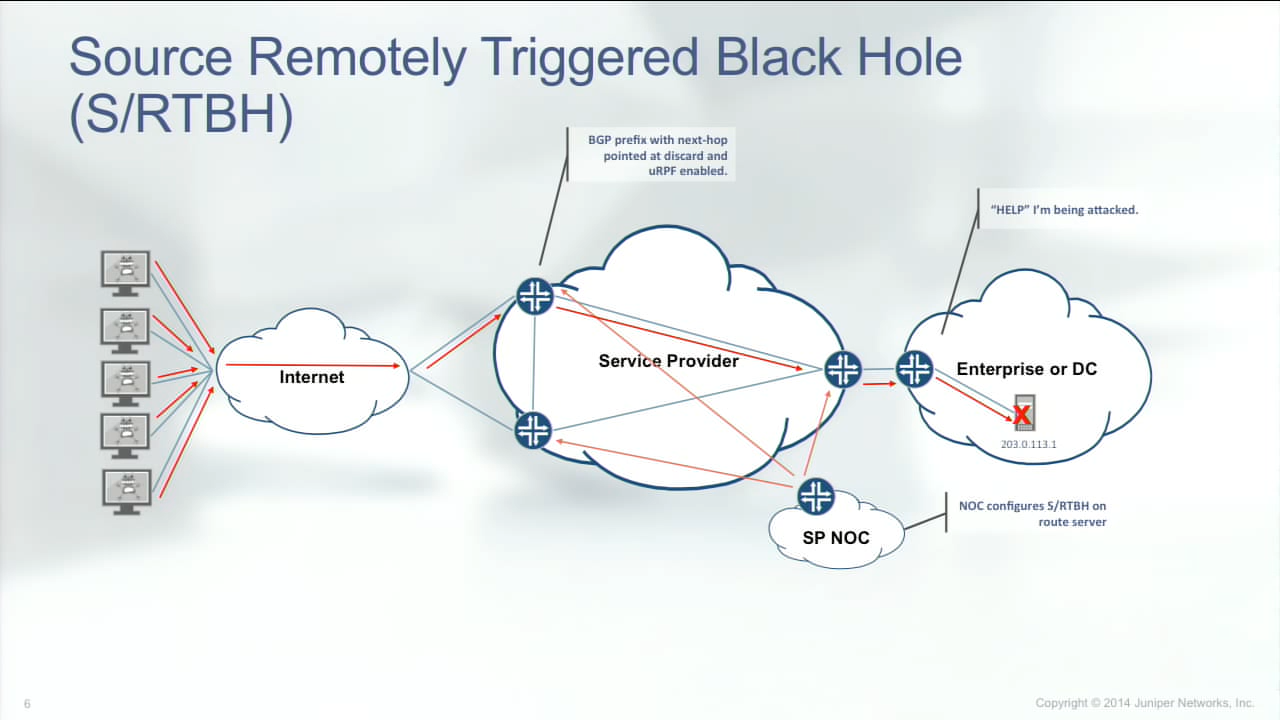 Source Remotely Triggered Black Hole
(S/RTBH)
BGP prefix with next-hop
pointed at discard and
uRPF enabled.
“HELP” I’m being attacked.
Internet
Service Provider
Enterprise or DC
X
203.0.113.1
NOC configures S/RTBH on
route server
SP NOC
6
Copyright © 2014 Juniper Networks, Inc.